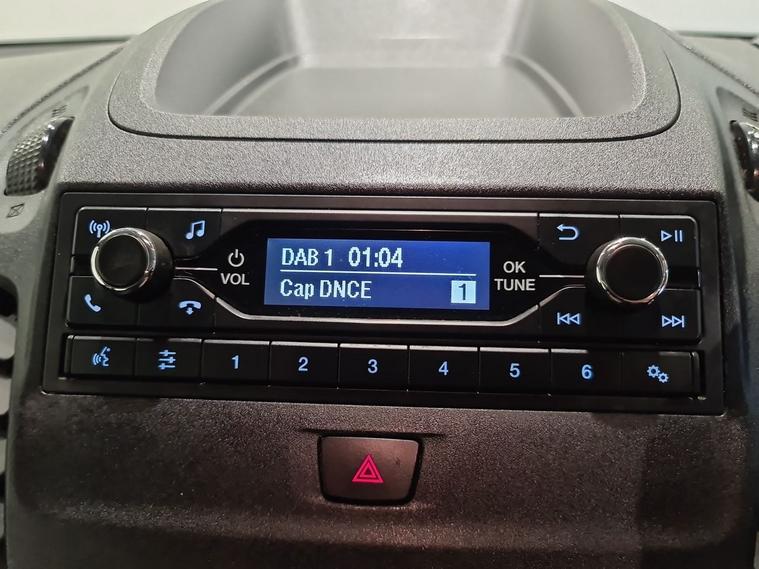 DAB 1 01:04
Cap DNCE 1
VOL
OK
TUNE
1 2 3 4 5 6